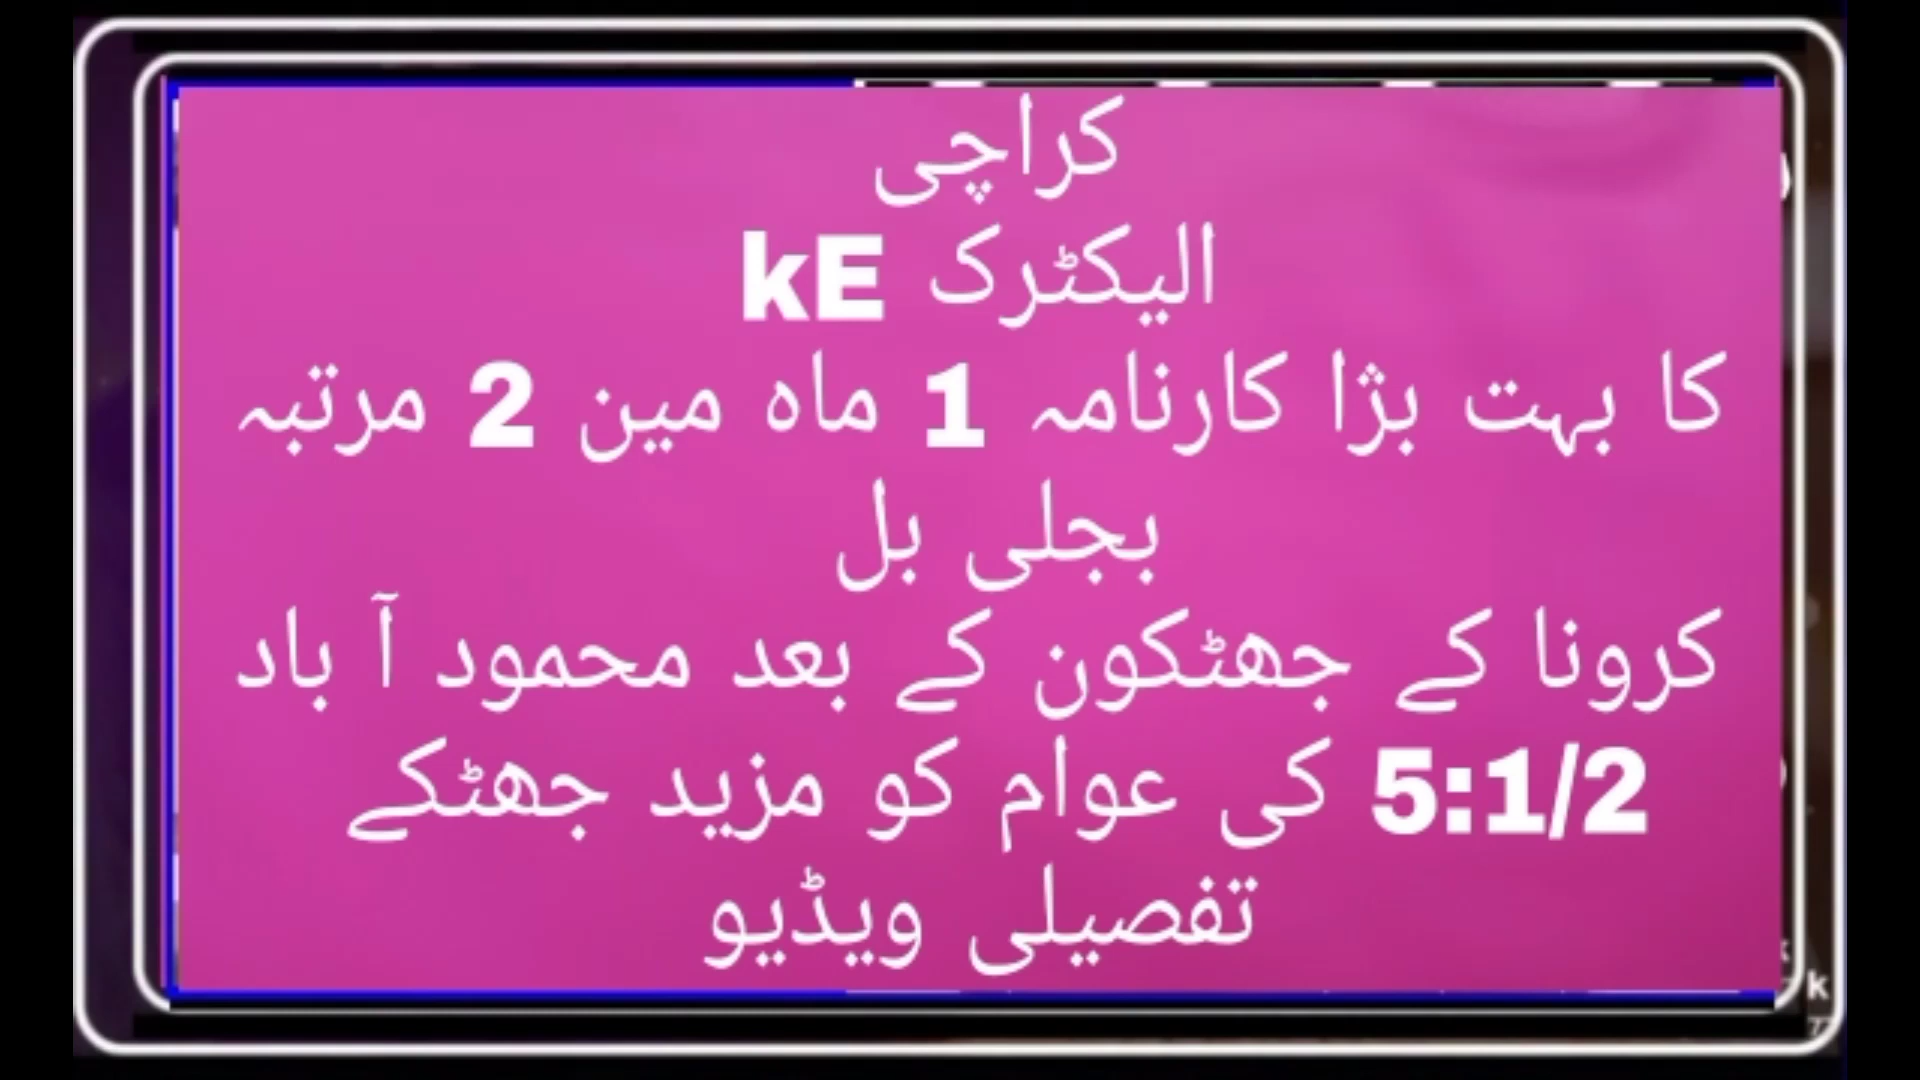 کراچی
الیکٹرک kE
کا بہت بڑا کارنامہ 1 ماہ مین 2 مرتبہ
بجلی بل
کرونا کے جھٹکون کے بعد محمود آ باد
5:1/2 کی عوام کو مزید جھٹکے
تفصیلی ویڈیو
k